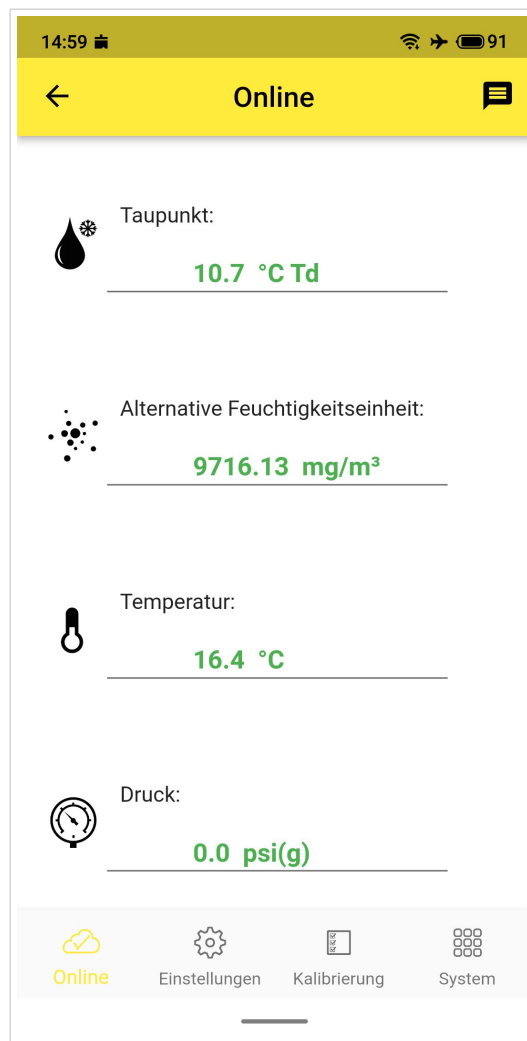 14:59 91
Online
Taupunkt:
10.7 °C Td
Alternative Feuchtigkeitseinheit:
9716.13 mg/m³
Temperatur:
16.4 °C
Druck:
0.0 psi(g)
Online Einstellungen Kalibrierung System